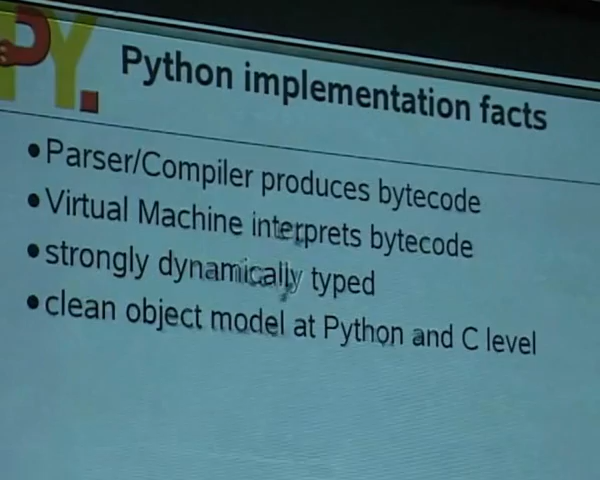 PY.
Python implementation facts
•Parser/Compiler produces bytecode
•Virtual Machine interprets bytecode
•strongly dynamically typed
•clean object model at Python and C level